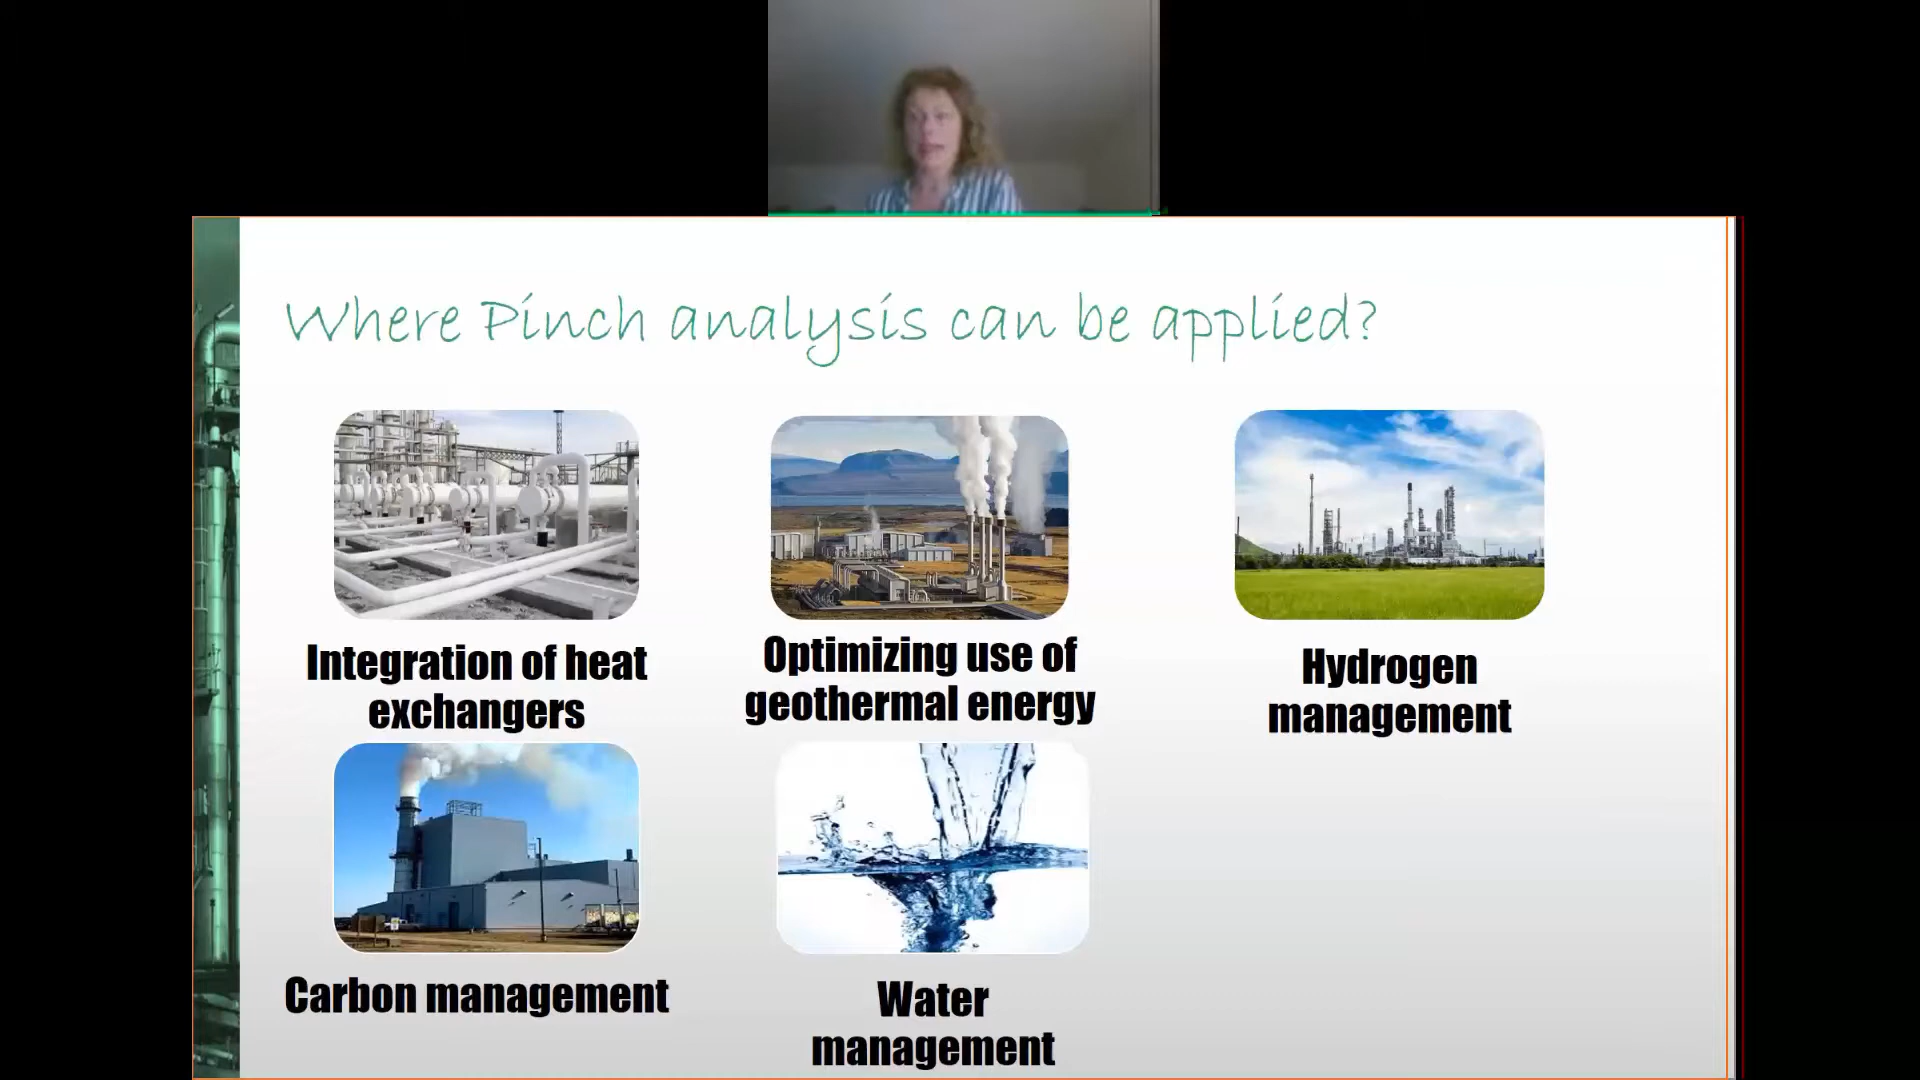 Where Pinch analysis can be applied?
Integration of heat
exchangers
Optimizing use of
geothermal energy
Hydrogen
management
Carbon management
Water
management